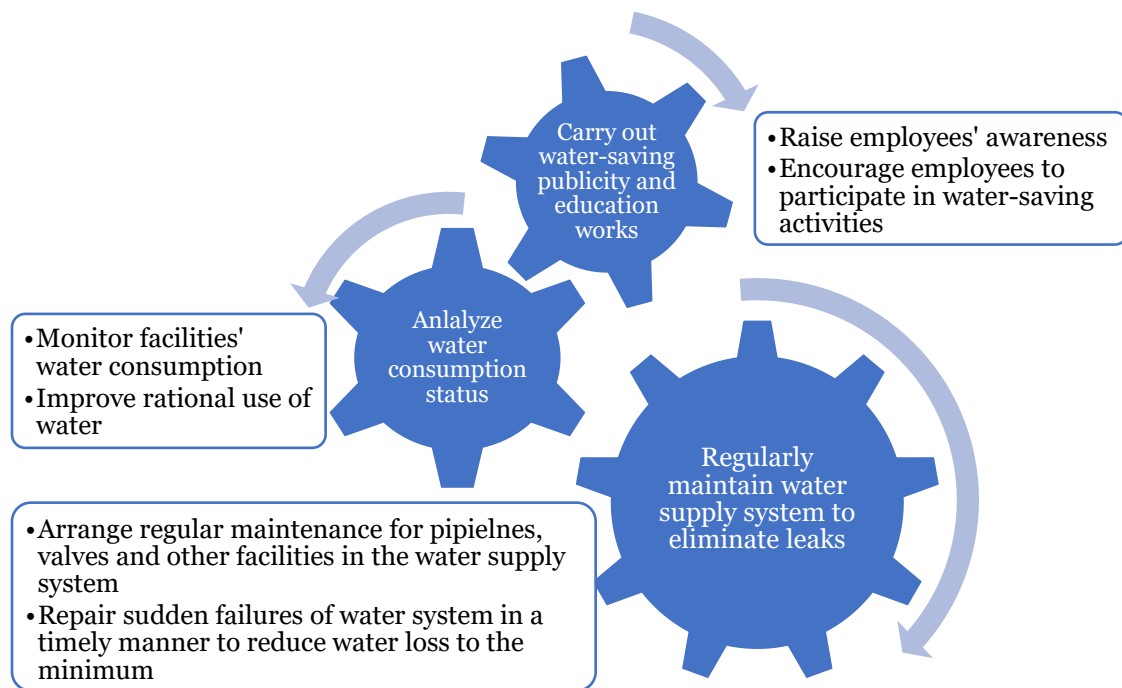 Carry out
water-saving
publicity and
education
works
•Raise employees' awareness
•Encourage employees to
participate in water-saving
activities
Anlalyze
water
consumption
status
•Monitor facilities'
water consumption
•Improve rational use of
water
Regularly
maintain water
supply system to
eliminate leaks
•Arrange regular maintenance for pipielnes,
valves and other facilities in the water supply
system
•Repair sudden failures of water system in a
timely manner to reduce water loss to the
minimum